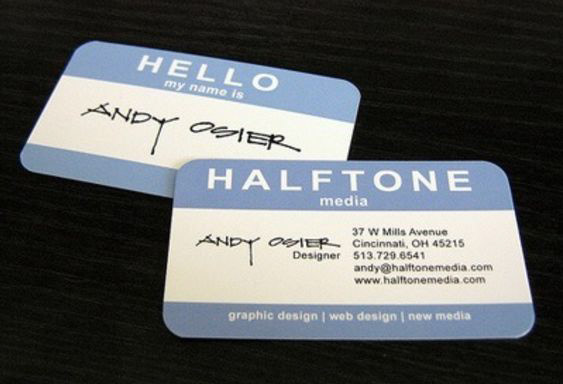 HELLO
my name is
ANDY OSIER
HALFTONE
media
ANDY OSIER
Designer
37 W Mills Avenue
Cincinnati, OH 45215
513.729.6541
andy@halftonemedia.com
www.halftonemedia.com
graphic design | web design | new media